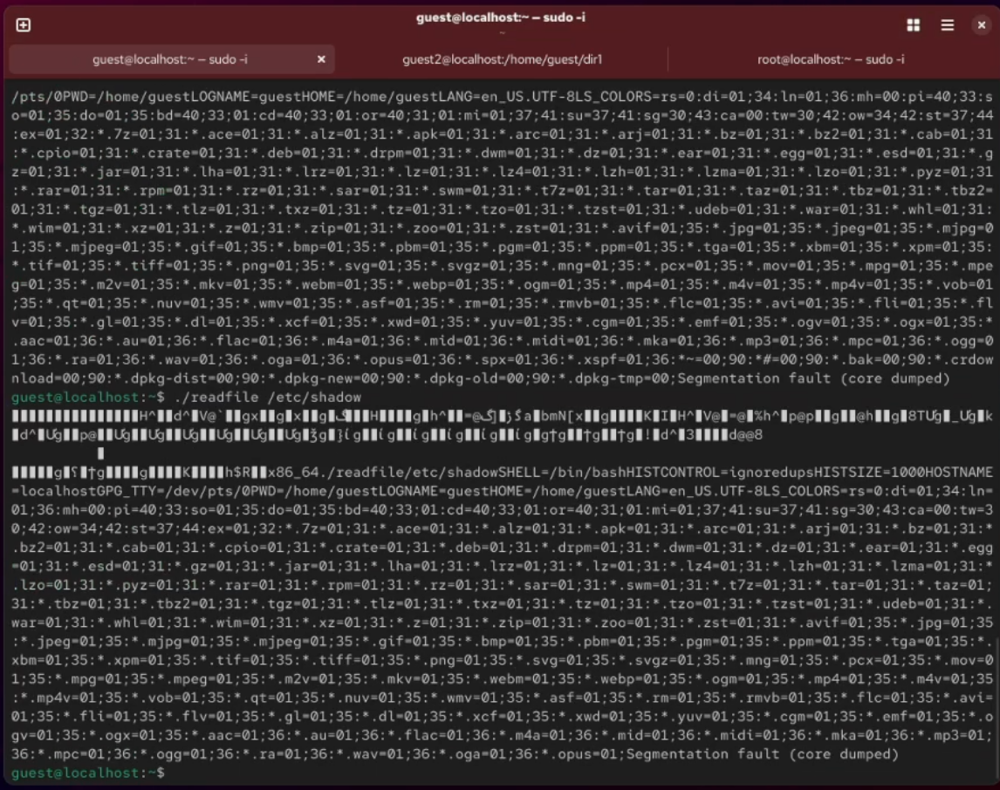 guest@localhost:~ — sudo -i
~
guest@localhost:~ — sudo -i
guest2@localhost:/home/guest/dir1
root@localhost:~ — sudo -i
/pts/0PWD=/home/guestLOGNAME=guestHOME=/home/guestLANG=en_US.UTF-8LS_COLORS=rs=0:di=01;34:ln=01;36:mh=00:pi=40;33:s
o=01;35:do=01;35:bd=40;33;01:cd=40;33;01:or=40;31;01:mi=01;37;41:su=37;41:sg=30;43:ca=00:tw=30;42:ow=34;42:st=37;44
:ex=01;32:*.7z=01;31:*.ace=01;31:*.alz=01;31:*.apk=01;31:*.arc=01;31:*.arj=01;31:*.bz=01;31:*.bz2=01;31:*.cab=01;31
:*.cpio=01;31:*.crate=01;31:*.deb=01;31:*.drpm=01;31:*.dwm=01;31:*.dz=01;31:*.ear=01;31:*.egg=01;31:*.esd=01;31:*.g
z=01;31:*.jar=01;31:*.lha=01;31:*.lrz=01;31:*.lz=01;31:*.lz4=01;31:*.lzh=01;31:*.lzma=01;31:*.lzo=01;31:*.pyz=01;31
:*.rar=01;31:*.rpm=01;31:*.rz=01;31:*.sar=01;31:*.swm=01;31:*.t7z=01;31:*.tar=01;31:*.taz=01;31:*.tbz=01;31:*.tbz2=
01;31:*.tgz=01;31:*.tlz=01;31:*.txz=01;31:*.tz=01;31:*.tzo=01;31:*.tzst=01;31:*.udeb=01;31:*.war=01;31:*.whl=01;31:
*.wim=01;31:*.xz=01;31:*.z=01;31:*.zip=01;31:*.zoo=01;31:*.zst=01;31:*.avif=01;35:*.jpg=01;35:*.jpeg=01;35:*.mjpg=0
1;35:*.mjpeg=01;35:*.gif=01;35:*.bmp=01;35:*.pbm=01;35:*.pgm=01;35:*.ppm=01;35:*.tga=01;35:*.xbm=01;35:*.xpm=01;35:
*.tif=01;35:*.tiff=01;35:*.png=01;35:*.svg=01;35:*.svgz=01;35:*.mng=01;35:*.pcx=01;35:*.mov=01;35:*.mpg=01;35:*.mpe
g=01;35:*.m2v=01;35:*.mkv=01;35:*.webm=01;35:*.webp=01;35:*.ogm=01;35:*.mp4=01;35:*.m4v=01;35:*.mp4v=01;35:*.vob=01
;35:*.qt=01;35:*.nuv=01;35:*.wmv=01;35:*.asf=01;35:*.rm=01;35:*.rmvb=01;35:*.flc=01;35:*.avi=01;35:*.fli=01;35:*.fl
v=01;35:*.gl=01;35:*.dl=01;35:*.xcf=01;35:*.xwd=01;35:*.yuv=01;35:*.cgm=01;35:*.emf=01;35:*.ogv=01;35:*.ogx=01;35:*
.aac=01;36:*.au=01;36:*.flac=01;36:*.m4a=01;36:*.mid=01;36:*.midi=01;36:*.mka=01;36:*.mp3=01;36:*.mpc=01;36:*.ogg=0
1;36:*.ra=01;36:*.wav=01;36:*.oga=01;36:*.opus=01;36:*.spx=01;36:*.xspf=01;36:*~=00;90:*#=00;90:*.bak=00;90:*.crdow
nload=00;90:*.dpkg-dist=00;90:*.dpkg-new=00;90:*.dpkg-old=00;90:*.dpkg-tmp=00;Segmentation fault (core dumped)
guest@localhost:~$ ./readfile /etc/shadow
x86_64./readfile/etc/shadowSHELL=/bin/bashHISTCONTROL=ignoredupsHISTSIZE=1000HOSTNAME
=localhostGPG_TTY=/dev/pts/0PWD=/home/guestLOGNAME=guestHOME=/home/guestLANG=en_US.UTF-8LS_COLORS=rs=0:di=01;34:ln=
01;36:mh=00:pi=40;33:so=01;35:do=01;35:bd=40;33;01:cd=40;33;01:or=40;31;01:mi=01;37;41:su=37;41:sg=30;43:ca=00:tw=3
0;42:ow=34;42:st=37;44:ex=01;32:*.7z=01;31:*.ace=01;31:*.alz=01;31:*.apk=01;31:*.arc=01;31:*.arj=01;31:*.bz=01;31:*
.bz2=01;31:*.cab=01;31:*.cpio=01;31:*.crate=01;31:*.deb=01;31:*.drpm=01;31:*.dwm=01;31:*.dz=01;31:*.ear=01;31:*.egg
=01;31:*.esd=01;31:*.gz=01;31:*.jar=01;31:*.lha=01;31:*.lrz=01;31:*.lz=01;31:*.lz4=01;31:*.lzh=01;31:*.lzma=01;31:*
.lzo=01;31:*.pyz=01;31:*.rar=01;31:*.rpm=01;31:*.rz=01;31:*.sar=01;31:*.swm=01;31:*.t7z=01;31:*.tar=01;31:*.taz=01;
31:*.tbz=01;31:*.tbz2=01;31:*.tgz=01;31:*.tlz=01;31:*.txz=01;31:*.tz=01;31:*.tzo=01;31:*.tzst=01;31:*.udeb=01;31:*.
war=01;31:*.whl=01;31:*.wim=01;31:*.xz=01;31:*.z=01;31:*.zip=01;31:*.zoo=01;31:*.zst=01;31:*.avif=01;35:*.jpg=01;35
:*.jpeg=01;35:*.mjpg=01;35:*.mjpeg=01;35:*.gif=01;35:*.bmp=01;35:*.pbm=01;35:*.pgm=01;35:*.ppm=01;35:*.tga=01;35:*.
xbm=01;35:*.xpm=01;35:*.tif=01;35:*.tiff=01;35:*.png=01;35:*.svg=01;35:*.svgz=01;35:*.mng=01;35:*.pcx=01;35:*.mov=0
1;35:*.mpg=01;35:*.mpeg=01;35:*.m2v=01;35:*.mkv=01;35:*.webm=01;35:*.webp=01;35:*.ogm=01;35:*.mp4=01;35:*.m4v=01;35
:*.mp4v=01;35:*.vob=01;35:*.qt=01;35:*.nuv=01;35:*.wmv=01;35:*.asf=01;35:*.rm=01;35:*.rmvb=01;35:*.flc=01;35:*.avi=
01;35:*.fli=01;35:*.flv=01;35:*.gl=01;35:*.dl=01;35:*.xcf=01;35:*.xwd=01;35:*.yuv=01;35:*.cgm=01;35:*.emf=01;35:*.o
gv=01;35:*.ogx=01;35:*.aac=01;36:*.au=01;36:*.flac=01;36:*.m4a=01;36:*.mid=01;36:*.midi=01;36:*.mka=01;36:*.mp3=01;
36:*.mpc=01;36:*.ogg=01;36:*.ra=01;36:*.wav=01;36:*.oga=01;36:*.opus=01;Segmentation fault (core dumped)
guest@localhost:~$